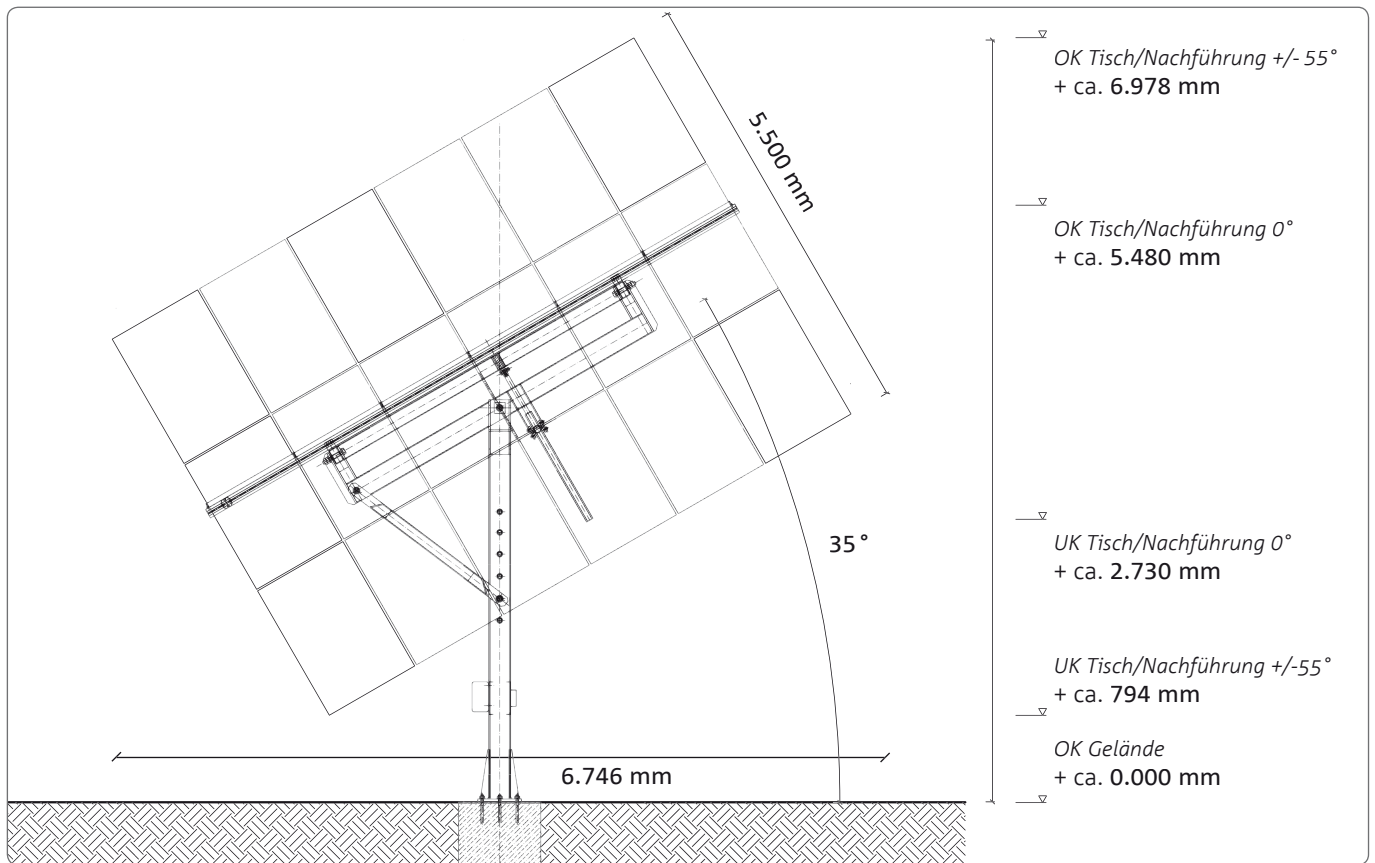 OK Tisch/Nachführung +/- 55°
+ ca. 6.978 mm
5.500 mm
OK Tisch/Nachführung 0°
+ ca. 5.480 mm
35°
UK Tisch/Nachführung 0°
+ ca. 2.730 mm
UK Tisch/Nachführung +/-55°
+ ca. 794 mm
OK Gelände
+ ca. 0.000 mm
6.746 mm